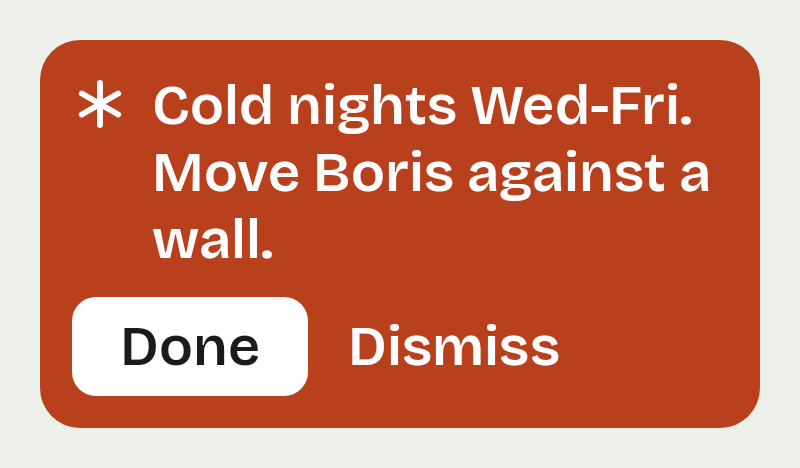 Cold nights Wed-Fri.
Move Boris against a
wall.
Done
Dismiss